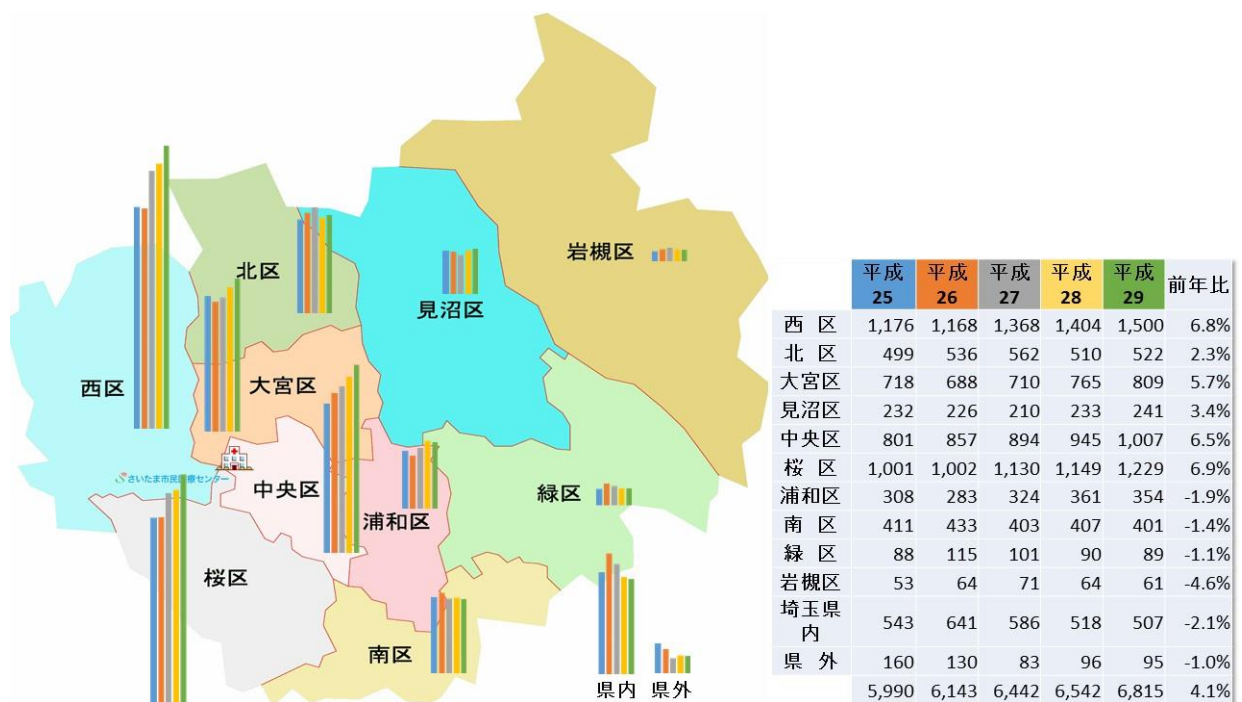 岩槻区
北区
見沼区
西区
大宮区
さいたま市民医療センター
中央区
緑区
浦和区
桜区
南区
県内 県外
平成25 平成26 平成27 平成28 平成29 前年比
西 区 1,176 1,168 1,368 1,404 1,500 6.8%
北 区 499 536 562 510 522 2.3%
大宮区 718 688 710 765 809 5.7%
見沼区 232 226 210 233 241 3.4%
中央区 801 857 894 945 1,007 6.5%
桜 区 1,001 1,002 1,130 1,149 1,229 6.9%
浦和区 308 283 324 361 354 -1.9%
南 区 411 433 403 407 401 -1.4%
緑 区 88 115 101 90 89 -1.1%
岩槻区 53 64 71 64 61 -4.6%
埼玉県内 543 641 586 518 507 -2.1%
県 外 160 130 83 96 95 -1.0%
5,990 6,143 6,442 6,542 6,815 4.1%